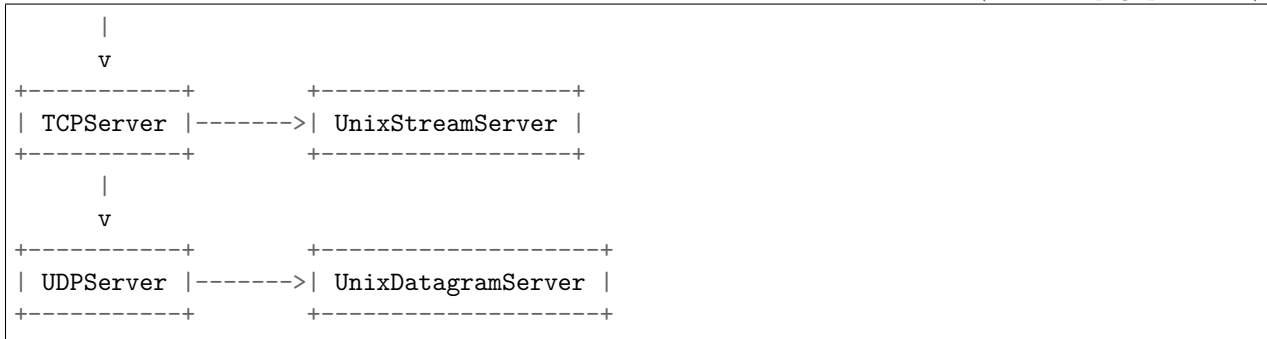 |
      v
+-----------+        +------------------+
| TCPServer |------->| UnixStreamServer |
+-----------+        +------------------+
      |
      v
+-----------+        +--------------------+
| UDPServer |------->| UnixDatagramServer |
+-----------+        +--------------------+